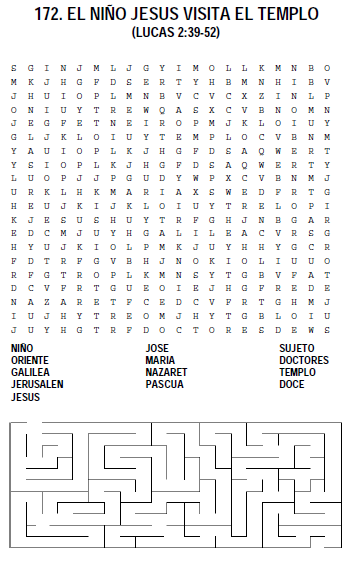 172. EL NIÑO JESUS VISITA EL TEMPLO
(LUCAS 2:39-52)
S G I N J M L J G Y I M O L L K M N B O
M K J H G F D S E R T Y H B M N H I B V
J H U I O P L M N B V C V C X Z I N L P
O N I U Y T R E W Q A S X C V B N O M N
J E G F E T N E I R O P M J K L O I U Y
G L J K L O I U Y T E M P L O C V B N M
Y A U I O P L K J H G F D S A Q W E R T
Y S I O P L K J H G F D S A Q W E R T Y
L U O P J J P G U D Y W P X C V B N M J
U R K L H K M A R I A X S W E D F R T G
H E U J K I J K L O I U Y T R E L O P I
K J E S U S H U Y T R F G H J N B G A R
E D C M J U Y H G A L I L E A C V R S G
H Y U J K I O L P M K J U Y H H Y G C R
F D T R F G V B H J N O K I O L I U U O
R F G T R O P L K M N S Y T G B V F A T
D C V F R T G U E O I E J H G F R E D E
N A Z A R E T F C E D C V F R T G H M J
I U J H Y T R E O M J H Y T G B L O I U
J U Y H G T R F D O C T O R E S D E W S
NIÑO JOSE SUJETO
ORIENTE MARIA DOCTORES
GALILEA NAZARET TEMPLO
JERUSALEN PASCUA DOCE
JESUS